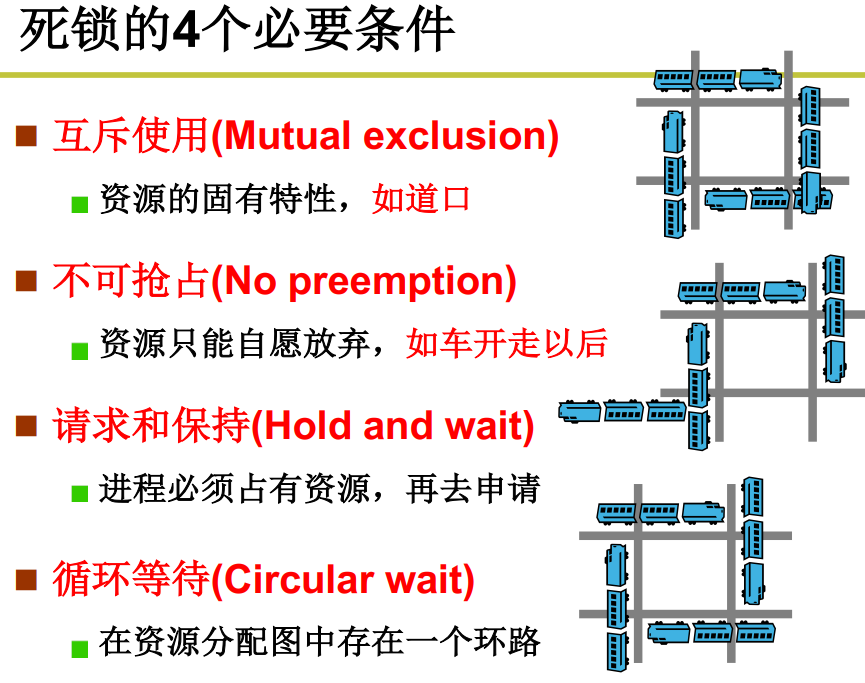 死锁的4个必要条件
互斥使用(Mutual exclusion)
资源的固有特性，如道口
不可抢占(No preemption)
资源只能自愿放弃，如车开走以后
请求和保持(Hold and wait)
进程必须占有资源，再去申请
循环等待(Circular wait)
在资源分配图中存在一个环路